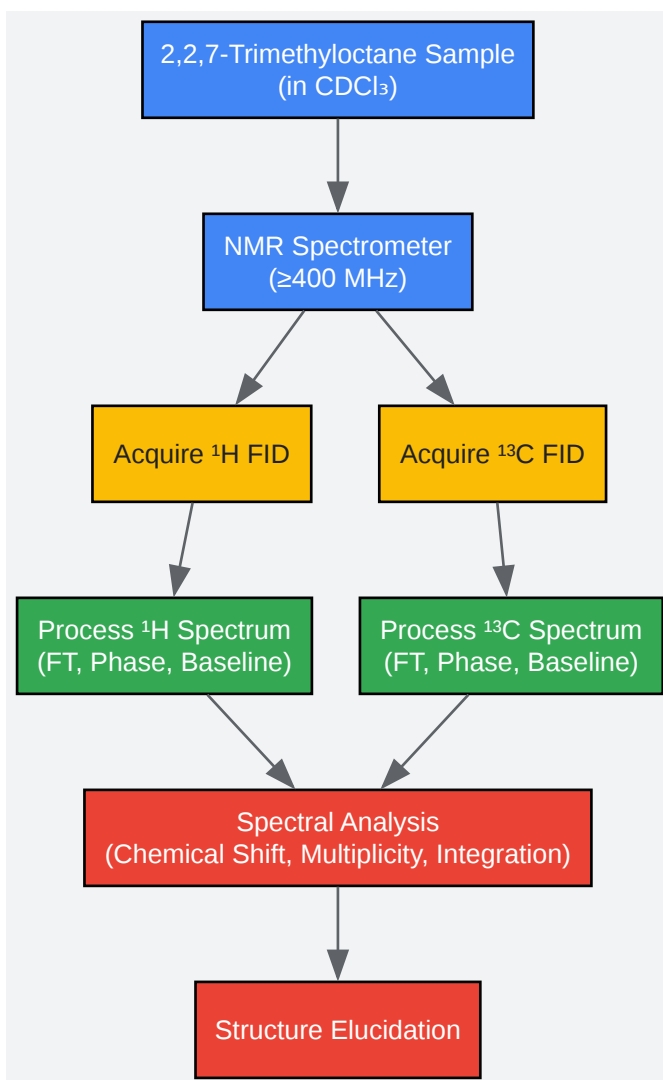 2,2,7-Trimethyloctane Sample
(in CDCl₃)
NMR Spectrometer
(≥400 MHz)
Acquire ¹H FID
Acquire ¹³C FID
Process ¹H Spectrum
(FT, Phase, Baseline)
Process ¹³C Spectrum
(FT, Phase, Baseline)
Spectral Analysis
(Chemical Shift, Multiplicity, Integration)
Structure Elucidation